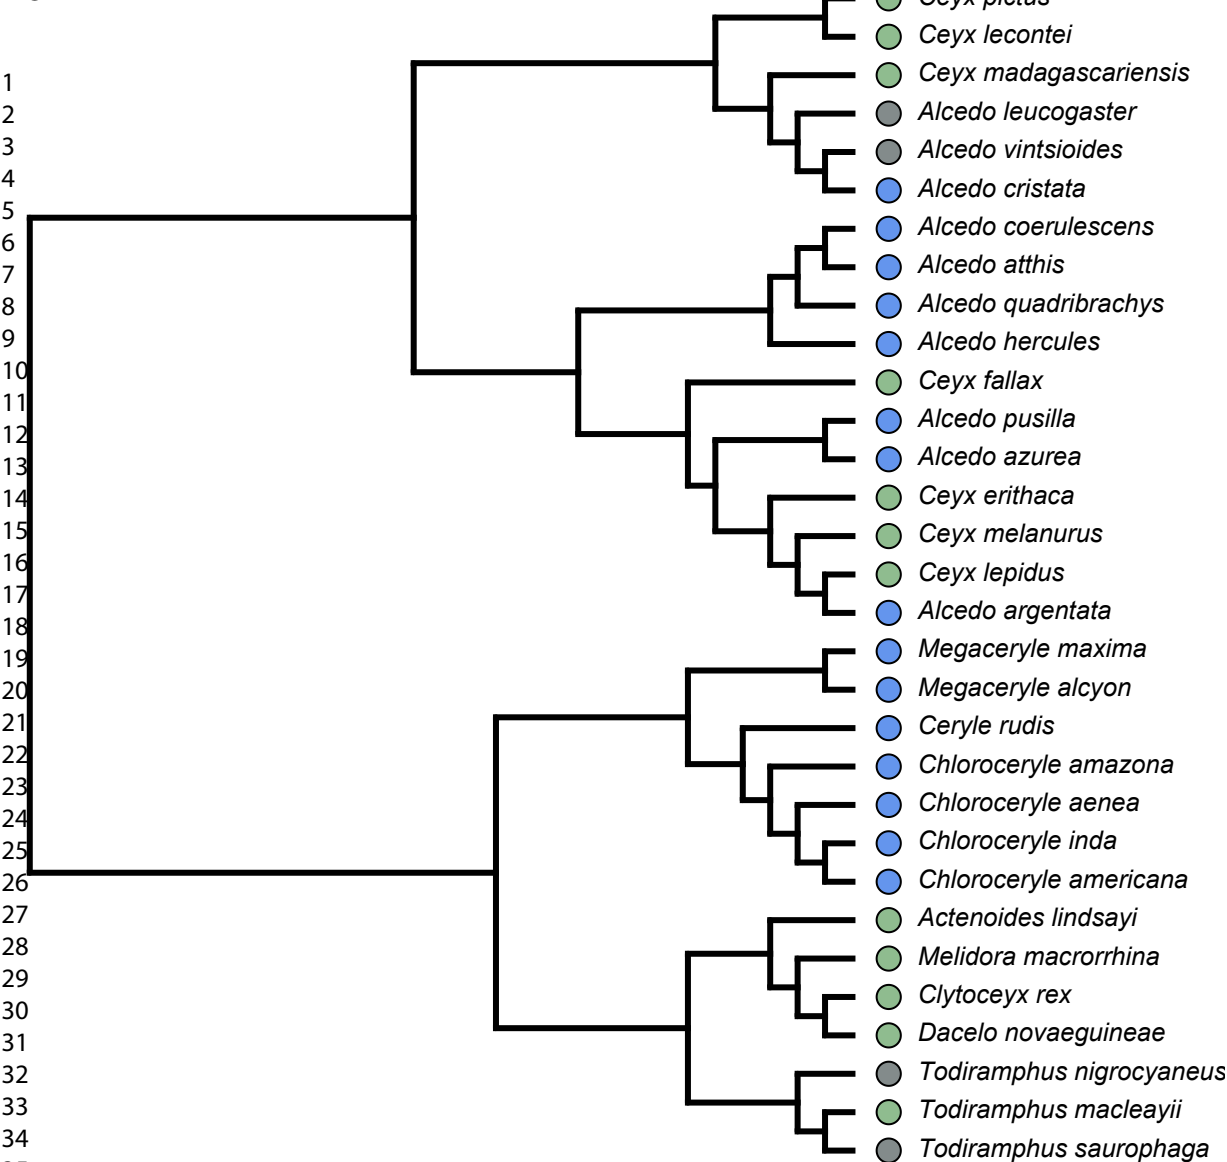 Ceyx pictus
Ceyx lecontei
1
Ceyx madagascariensis
2
Alcedo leucogaster
3
Alcedo vintsioides
4
Alcedo cristata
5
Alcedo coerulescens
6
7
Alcedo atthis
8
Alcedo quadribrachys
9
Alcedo hercules
10
Ceyx fallax
11
12
Alcedo pusilla
13
Alcedo azurea
14
Ceyx erithaca
15
Ceyx melanurus
16
Ceyx lepidus
17
Alcedo argentata
18
19
Megaceryle maxima
20
Megaceryle alcyon
21
Ceryle rudis
22
Chloroceryle amazona
23
24
Chloroceryle aenea
25
Chloroceryle inda
26
Chloroceryle americana
27
Actenoides lindsayi
28
Melidora macrorrhina
29
Clytoceyx rex
30
31
Dacelo novaeguineae
32
Todiramphus nigrocyaneus
33
Todiramphus macleayii
34
Todiramphus saurophaga